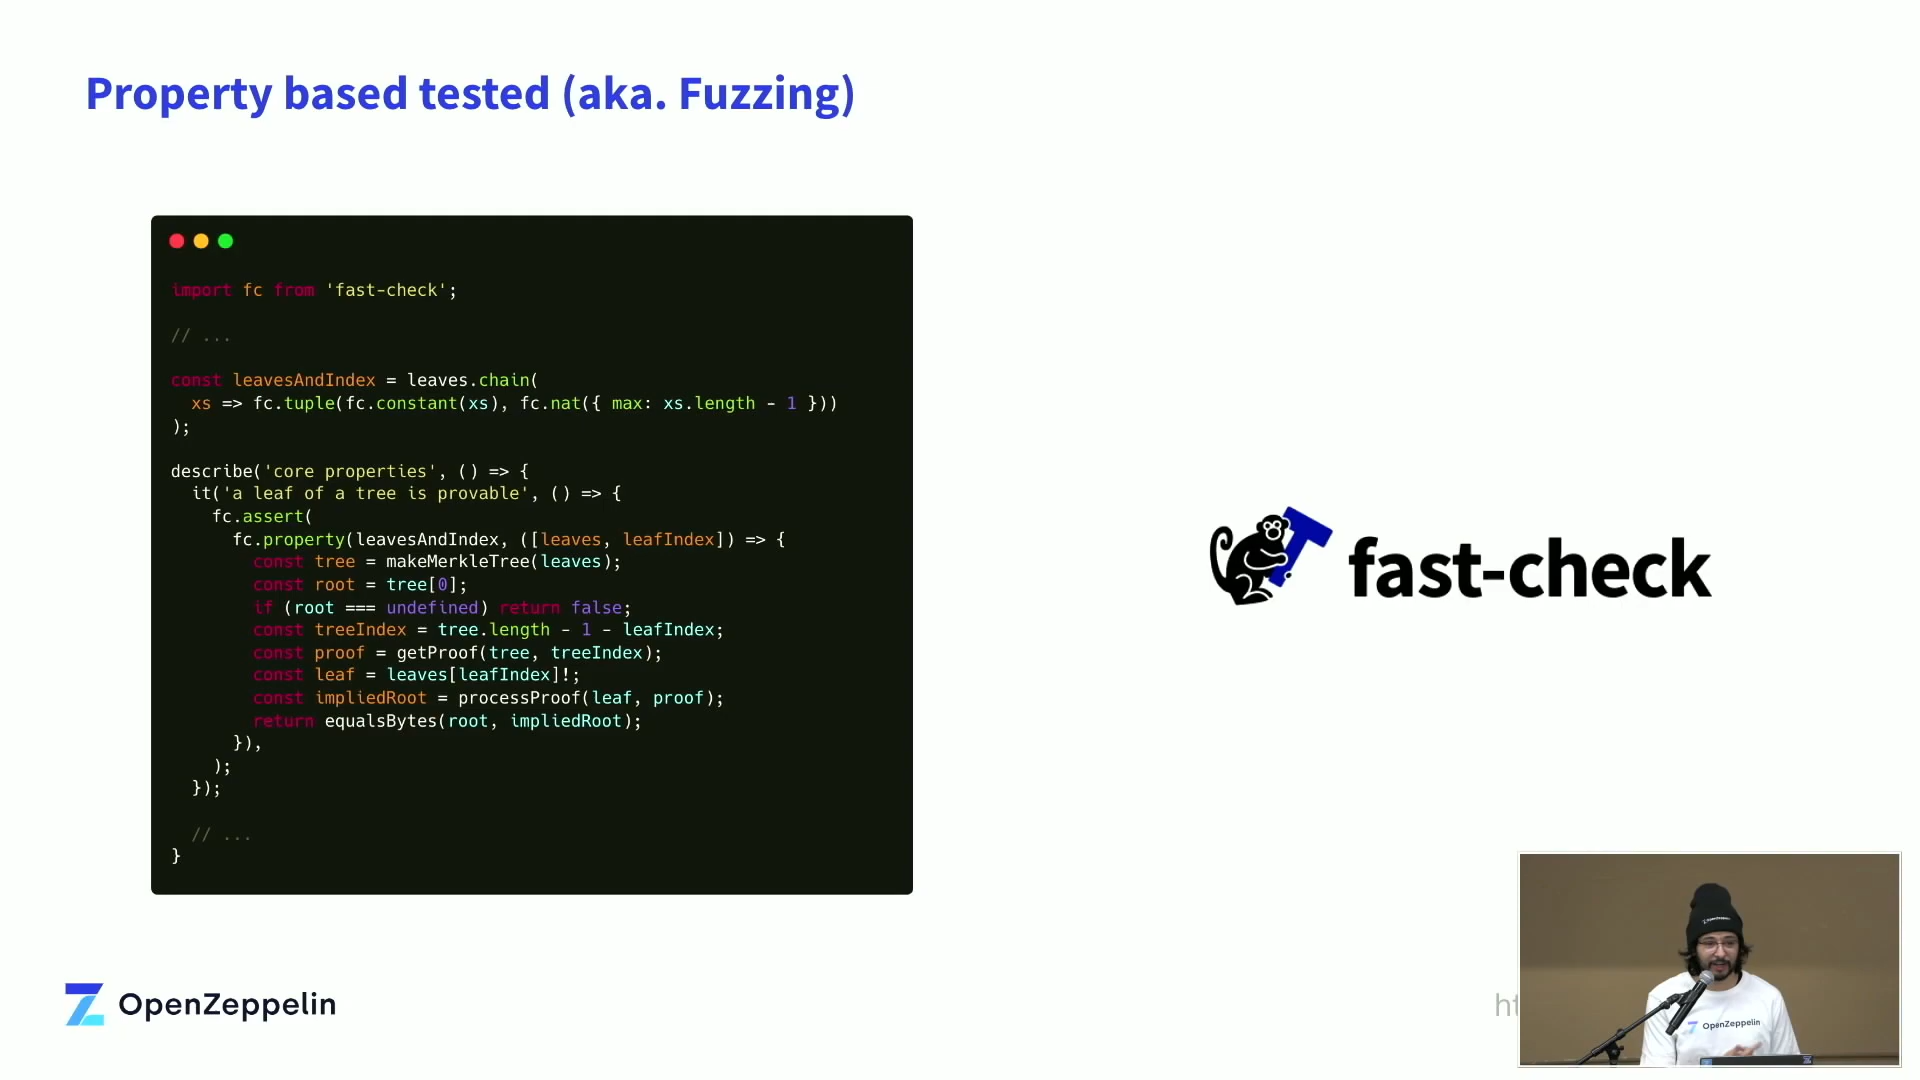 Property based tested (aka. Fuzzing)
import fc from 'fast-check';
// ...
const leavesAndIndex = leaves.chain(
  xs => fc.tuple(fc.constant(xs), fc.nat({ max: xs.length - 1 }))
);
describe('core properties', () => {
  it('a leaf of a tree is provable', () => {
    fc.assert(
      fc.property(leavesAndIndex, ([leaves, leafIndex]) => {
        const tree = makeMerkleTree(leaves);
        const root = tree[0];
        if (root === undefined) return false;
        const treeIndex = tree.length - 1 - leafIndex;
        const proof = getProof(tree, treeIndex);
        const leaf = leaves[leafIndex]!;
        const impliedRoot = processProof(leaf, proof);
        return equalsBytes(root, impliedRoot);
      }),
    );
  });
  // ...
}
fast-check
OpenZeppelin
OpenZeppelin
OpenZeppelin